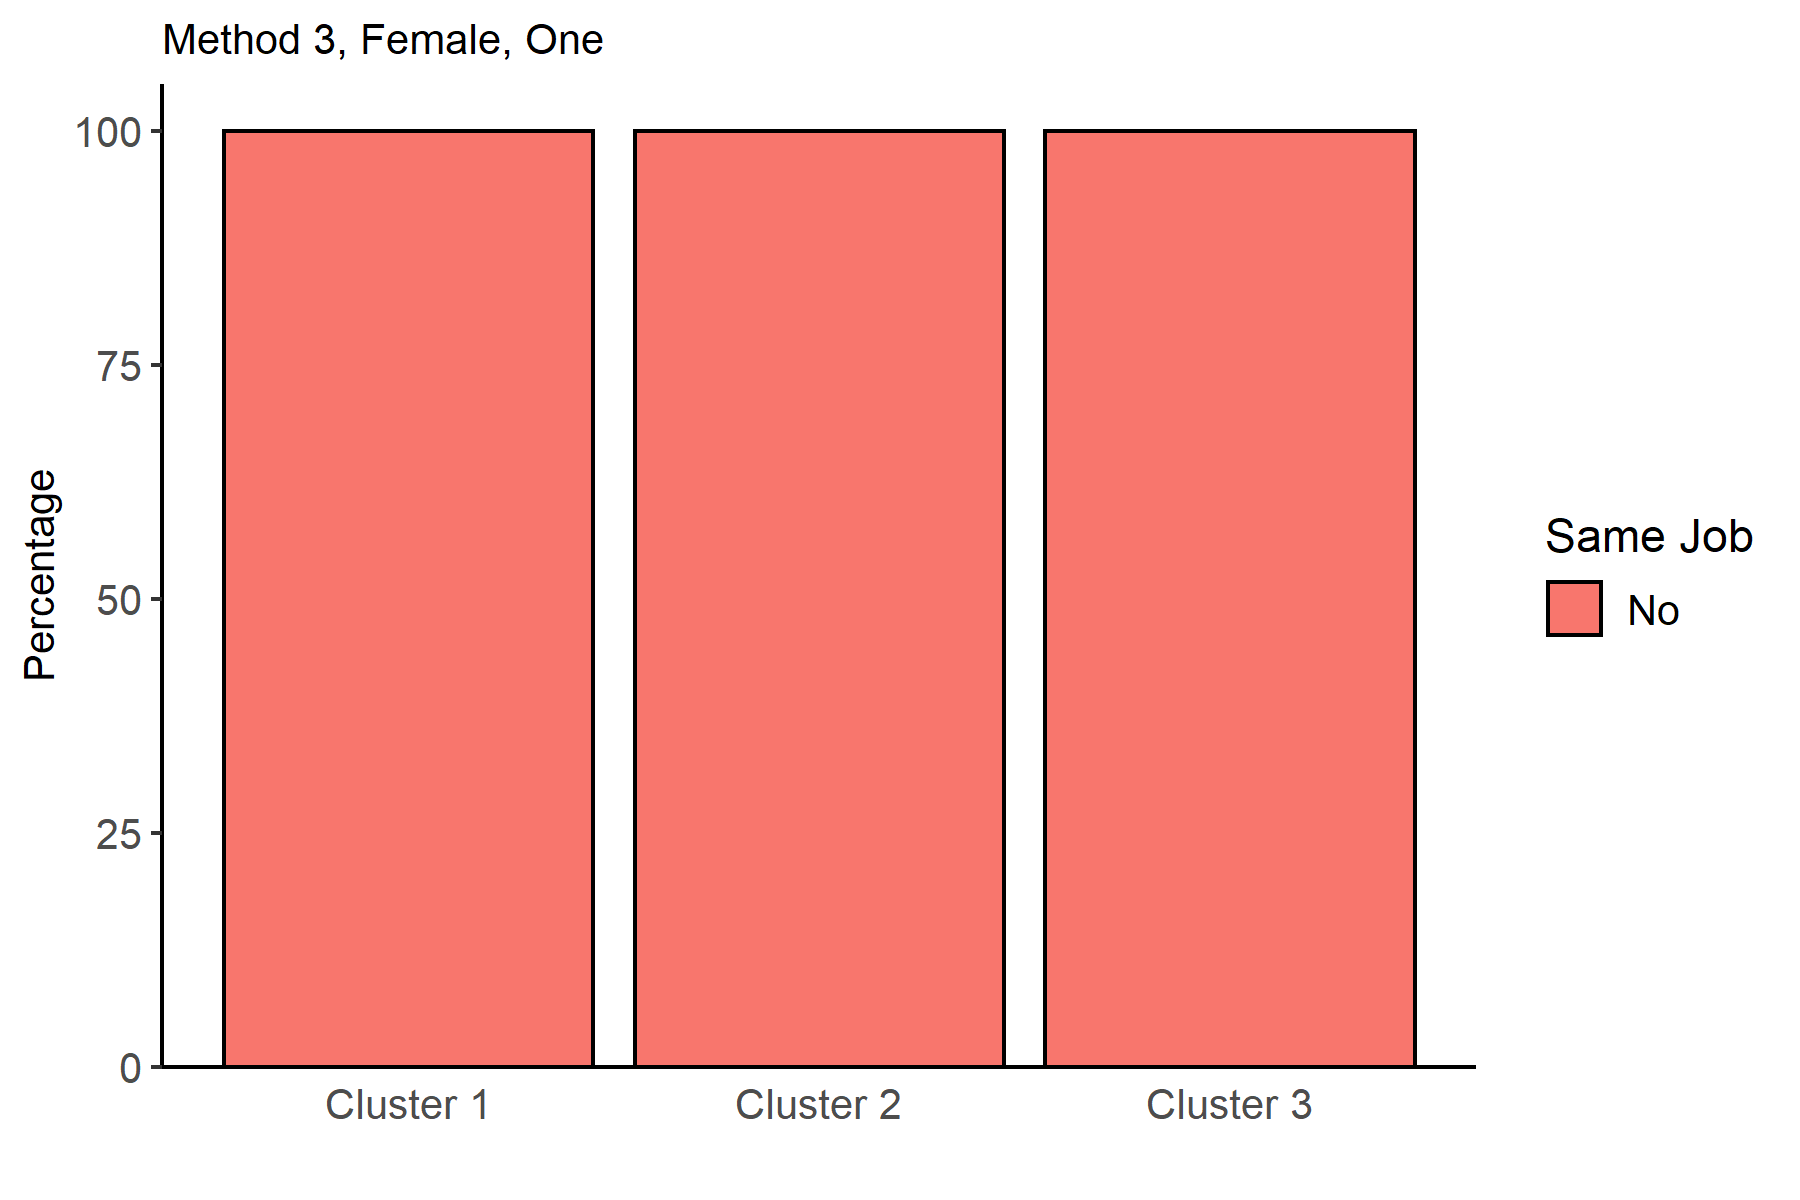 Method 3, Female, One
100
75
50
25
0
Percentage
Cluster 1
Cluster 2
Cluster 3
Same Job
No